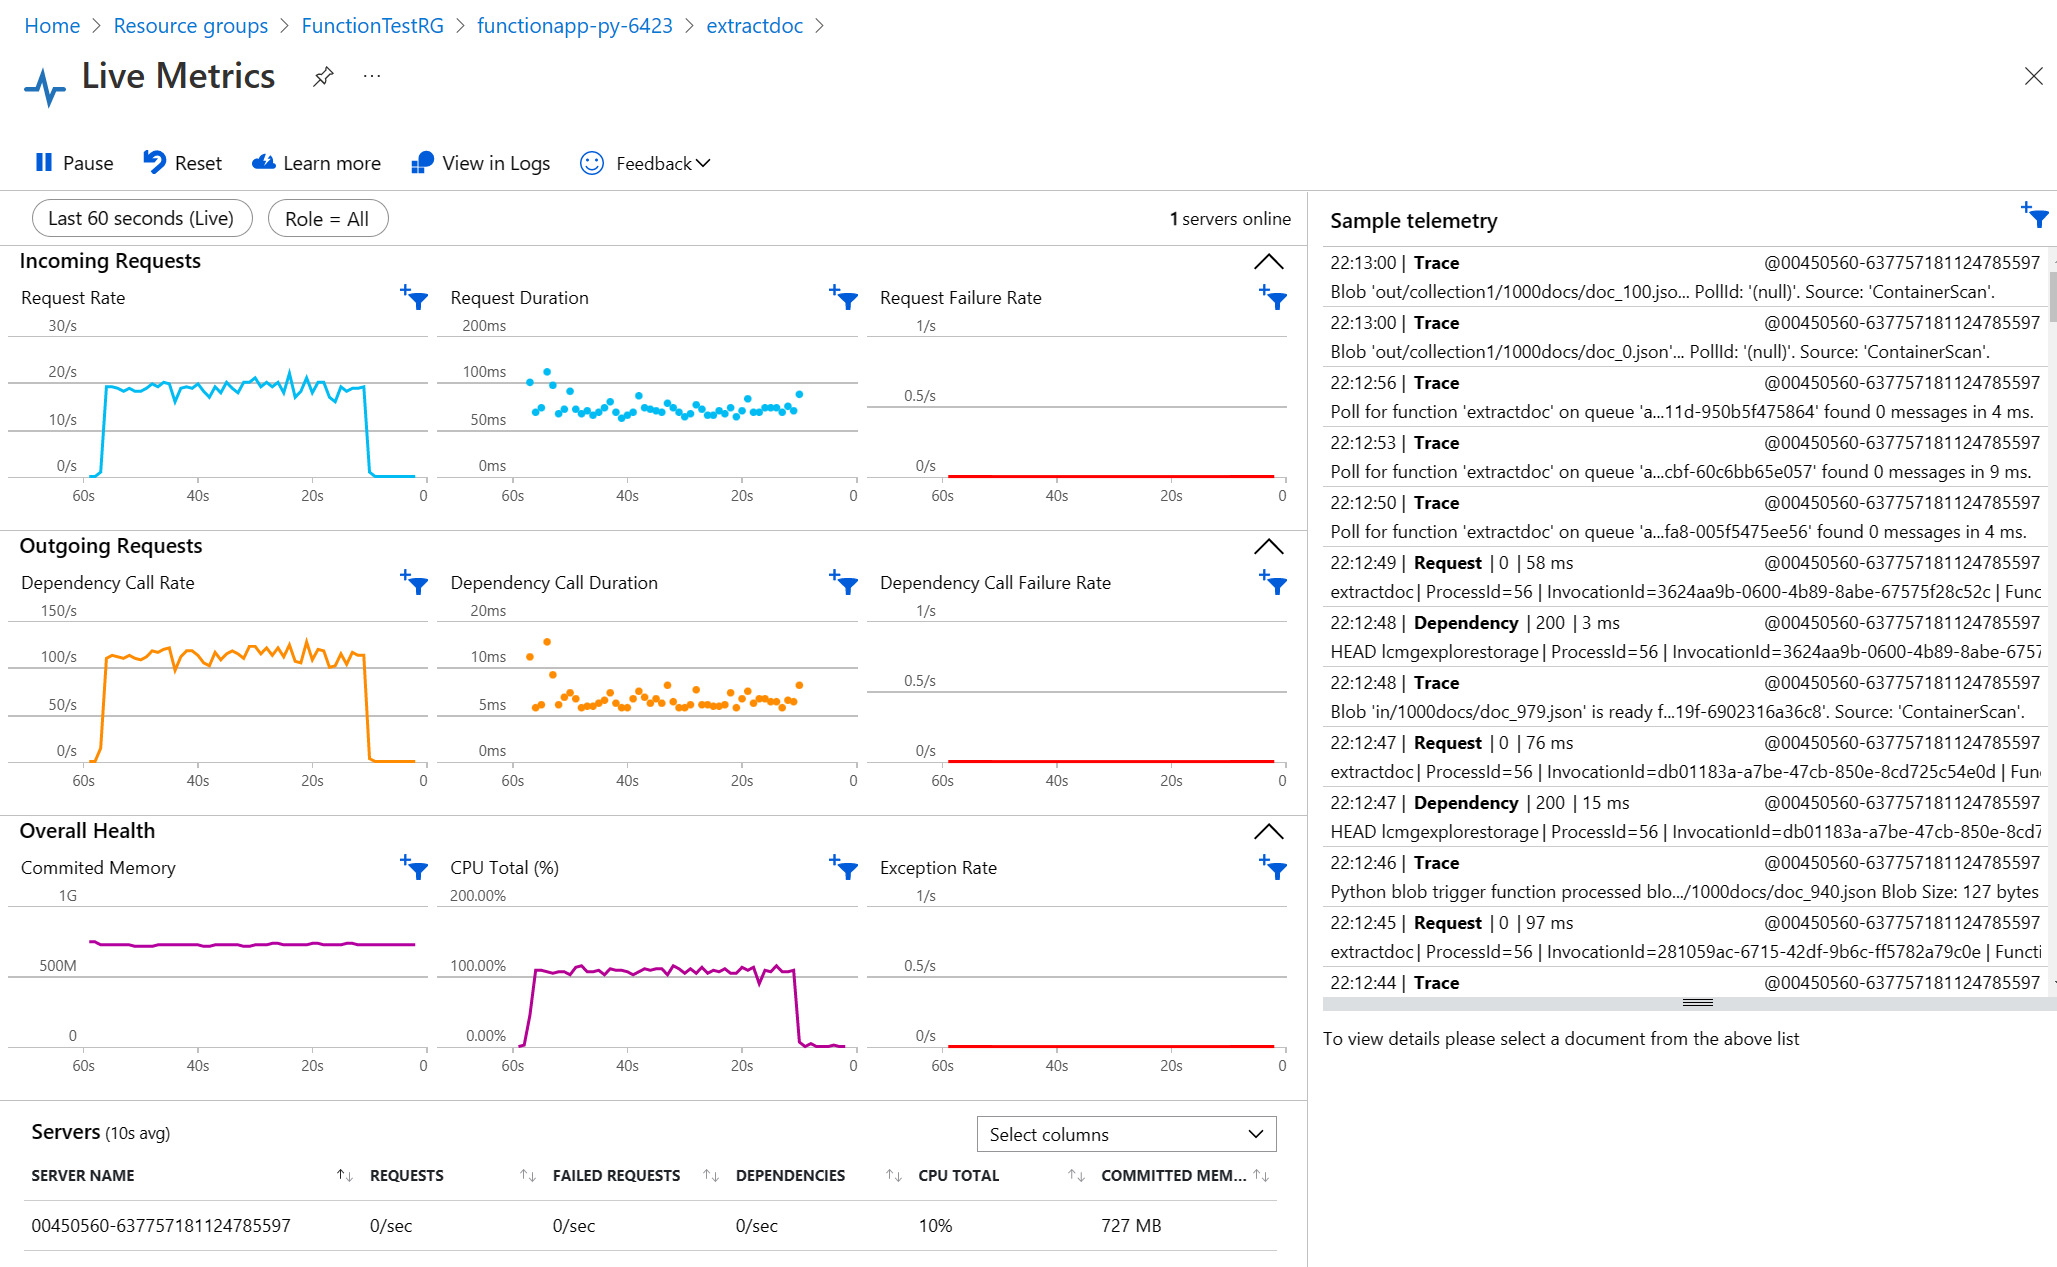 Home > Resource groups > FunctionTestRG > functionapp-py-6423 > extractdoc >
Live Metrics ...
Pause Reset Learn more View in Logs Feedback
Last 60 seconds (Live) Role = All 1 servers online
Incoming Requests
Request Rate
30/s
20/s
10/s
0/s
60s 40s 20s 0
Request Duration
200ms
100ms
50ms
0ms
60s 40s 20s 0
Request Failure Rate
1/s
0.5/s
0/s
60s 40s 20s 0
Outgoing Requests
Dependency Call Rate
150/s
100/s
50/s
0/s
60s 40s 20s 0
Dependency Call Duration
20ms
10ms
5ms
0ms
60s 40s 20s 0
Dependency Call Failure Rate
1/s
0.5/s
0/s
60s 40s 20s 0
Overall Health
Commited Memory
1G
500M
0
60s 40s 20s 0
CPU Total (%)
200.00%
100.00%
0.00%
60s 40s 20s 0
Exception Rate
1/s
0.5/s
0/s
60s 40s 20s 0
Servers (10s avg) Select columns
SERVER NAME REQUESTS FAILED REQUESTS DEPENDENCIES CPU TOTAL COMMITTED MEM...
00450560-637757181124785597 0/sec 0/sec 0/sec 10% 727 MB
Sample telemetry
22:13:00 | Trace @00450560-637757181124785597
Blob 'out/collection1/1000docs/doc_100.jso... PollId: '(null)'. Source: 'ContainerScan'.
22:13:00 | Trace @00450560-637757181124785597
Blob 'out/collection1/1000docs/doc_0.json'... PollId: '(null)'. Source: 'ContainerScan'.
22:12:56 | Trace @00450560-637757181124785597
Poll for function 'extractdoc' on queue 'a...11d-950b5f475864' found 0 messages in 4 ms.
22:12:53 | Trace @00450560-637757181124785597
Poll for function 'extractdoc' on queue 'a...cbf-60c6bb65e057' found 0 messages in 9 ms.
22:12:50 | Trace @00450560-637757181124785597
Poll for function 'extractdoc' on queue 'a...fa8-005f5475ee56' found 0 messages in 4 ms.
22:12:49 | Request | 0 | 58 ms @00450560-637757181124785597
extractdoc | ProcessId=56 | InvocationId=3624aa9b-0600-4b89-8abe-67575f28c52c | Func
22:12:48 | Dependency | 200 | 3 ms @00450560-637757181124785597
HEAD lcmgexplorestorage | ProcessId=56 | InvocationId=3624aa9b-0600-4b89-8abe-6757
22:12:48 | Trace @00450560-637757181124785597
Blob 'in/1000docs/doc_979.json' is ready f...19f-6902316a36c8'. Source: 'ContainerScan'.
22:12:47 | Request | 0 | 76 ms @00450560-637757181124785597
extractdoc | ProcessId=56 | InvocationId=db01183a-a7be-47cb-850e-8cd725c54e0d | Func
22:12:47 | Dependency | 200 | 15 ms @00450560-637757181124785597
HEAD lcmgexplorestorage | ProcessId=56 | InvocationId=db01183a-a7be-47cb-850e-8cd7
22:12:46 | Trace @00450560-637757181124785597
Python blob trigger function processed blo.../1000docs/doc_940.json Blob Size: 127 bytes
22:12:45 | Request | 0 | 97 ms @00450560-637757181124785597
extractdoc | ProcessId=56 | InvocationId=281059ac-6715-42df-9b6c-ff5782a79c0e | Functi
22:12:44 | Trace @00450560-637757181124785597
To view details please select a document from the above list